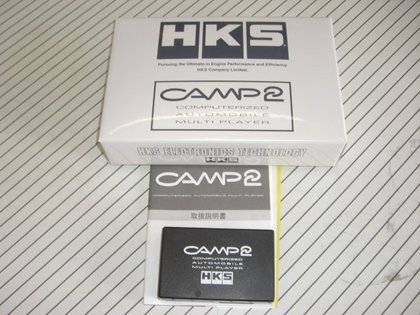 HKS
Pursuing the Ultimate in Engine Performance and Efficiency.
HKS Company Limited.
CAMP2
COMPUTERIZED
AUTOMOBILE
MULTI PLAYER
HKS ELECTRONICS TECHNOLOGY
HKS
CAMP2
COMPUTERIZED AUTOMOBILE MULTI PLAYER
取扱説明書
CAMP2
COMPUTERIZED
AUTOMOBILE
MULTI PLAYER
HKS